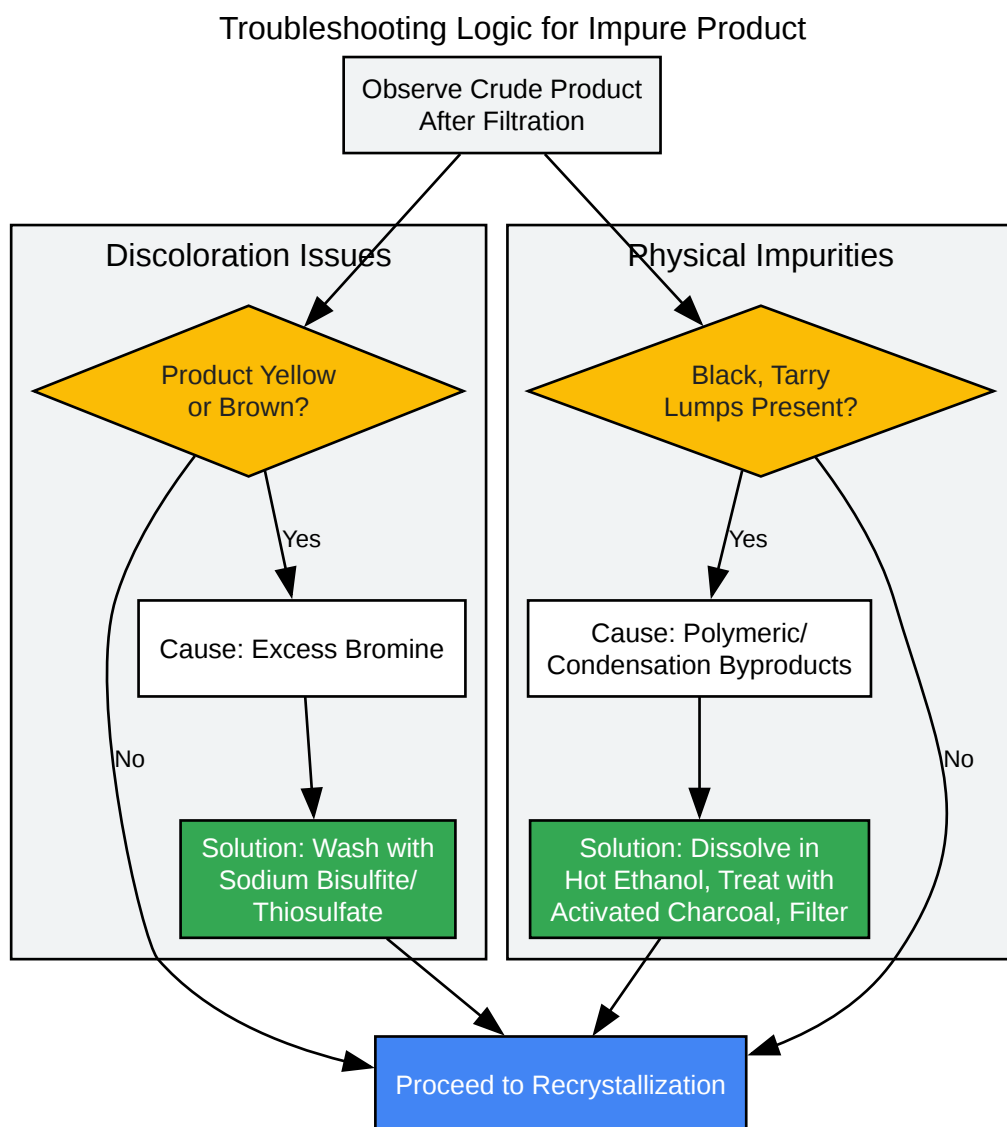 Troubleshooting Logic for Impure Product
Observe Crude Product
After Filtration
Discoloration Issues
Physical Impurities
Product Yellow
or Brown?
Black, Tarry
Lumps Present?
Yes
Yes
Cause: Excess Bromine
Cause: Polymeric/
Condensation Byproducts
No
No
Solution: Wash with
Sodium Bisulfite/
Thiosulfate
Solution: Dissolve in
Hot Ethanol, Treat with
Activated Charcoal, Filter
Proceed to Recrystallization